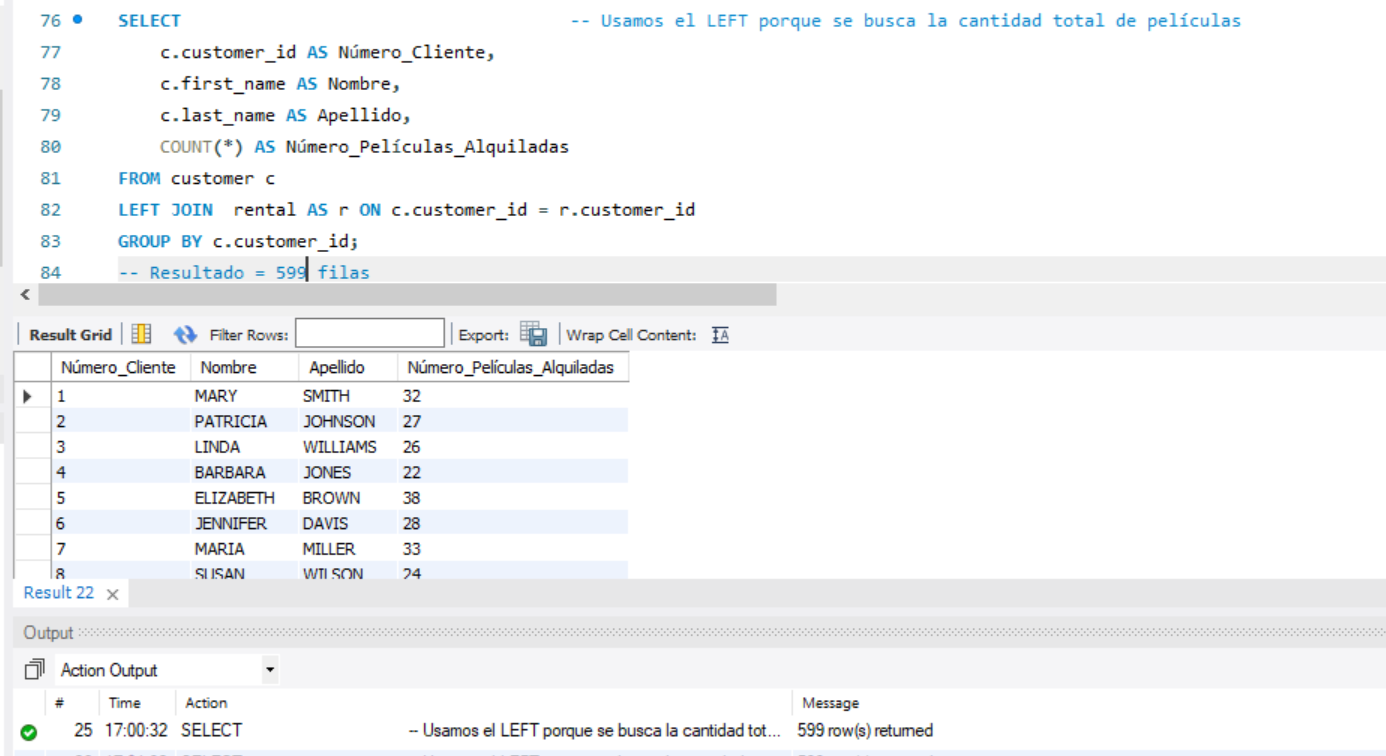 76 SELECT -- Usamos el LEFT porque se busca la cantidad total de películas
77 c.customer_id AS Número_Cliente,
78 c.first_name AS Nombre,
79 c.last_name AS Apellido,
80 COUNT(*) AS Número_Películas_Alquiladas
81 FROM customer c
82 LEFT JOIN rental AS r ON c.customer_id = r.customer_id
83 GROUP BY c.customer_id;
84 -- Resultado = 599 filas
Result Grid Filter Rows: Export: Wrap Cell Content:
Número_Cliente Nombre Apellido Número_Películas_Alquiladas
1 MARY SMITH 32
2 PATRICIA JOHNSON 27
3 LINDA WILLIAMS 26
4 BARBARA JONES 22
5 ELIZABETH BROWN 38
6 JENNIFER DAVIS 28
7 MARIA MILLER 33
8 SUSAN WILSON 24
Result 22
Output
Action Output
# Time Action Message
25 17:00:32 SELECT -- Usamos el LEFT porque se busca la cantidad tot... 599 row(s) returned